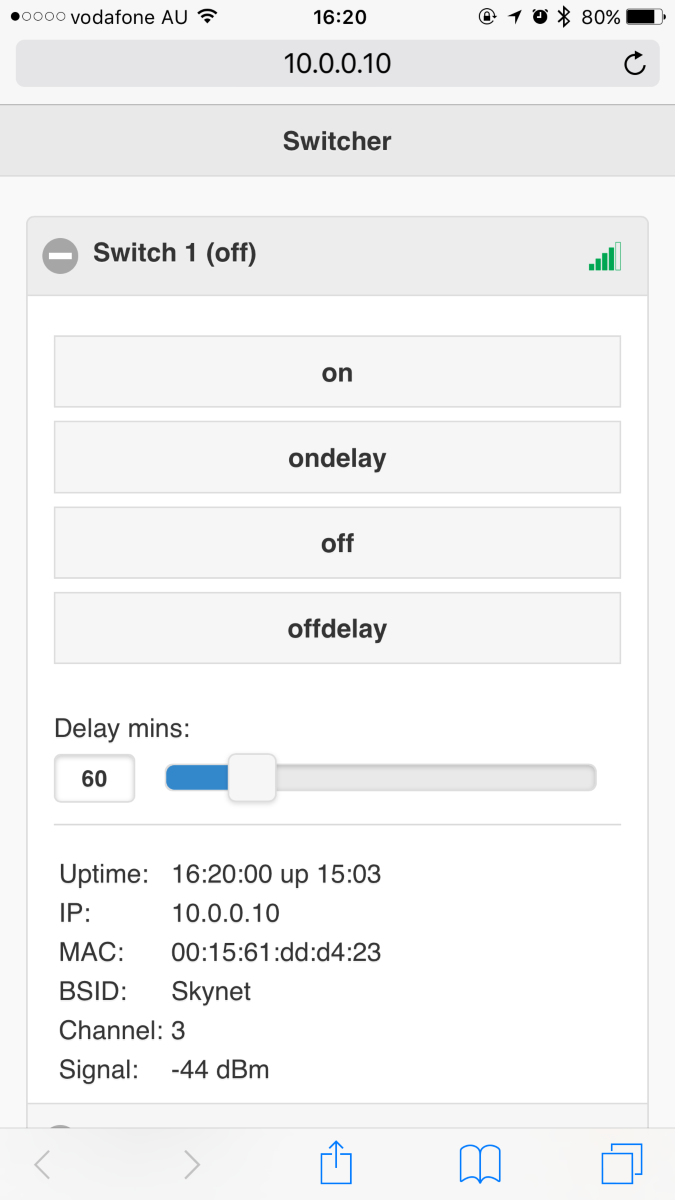 vodafone AU 16:20 80%
10.0.0.10
Switcher
Switch 1 (off)
on
ondelay
off
offdelay
Delay mins:
60
Uptime: 16:20:00 up 15:03
IP: 10.0.0.10
MAC: 00:15:61:dd:d4:23
BSID: Skynet
Channel: 3
Signal: -44 dBm